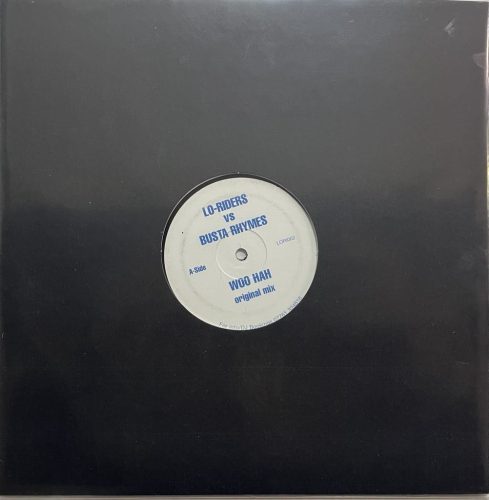 LO-RIDERS
VS
BUSTA RHYMES
A-Side
WOO HAH
original mix